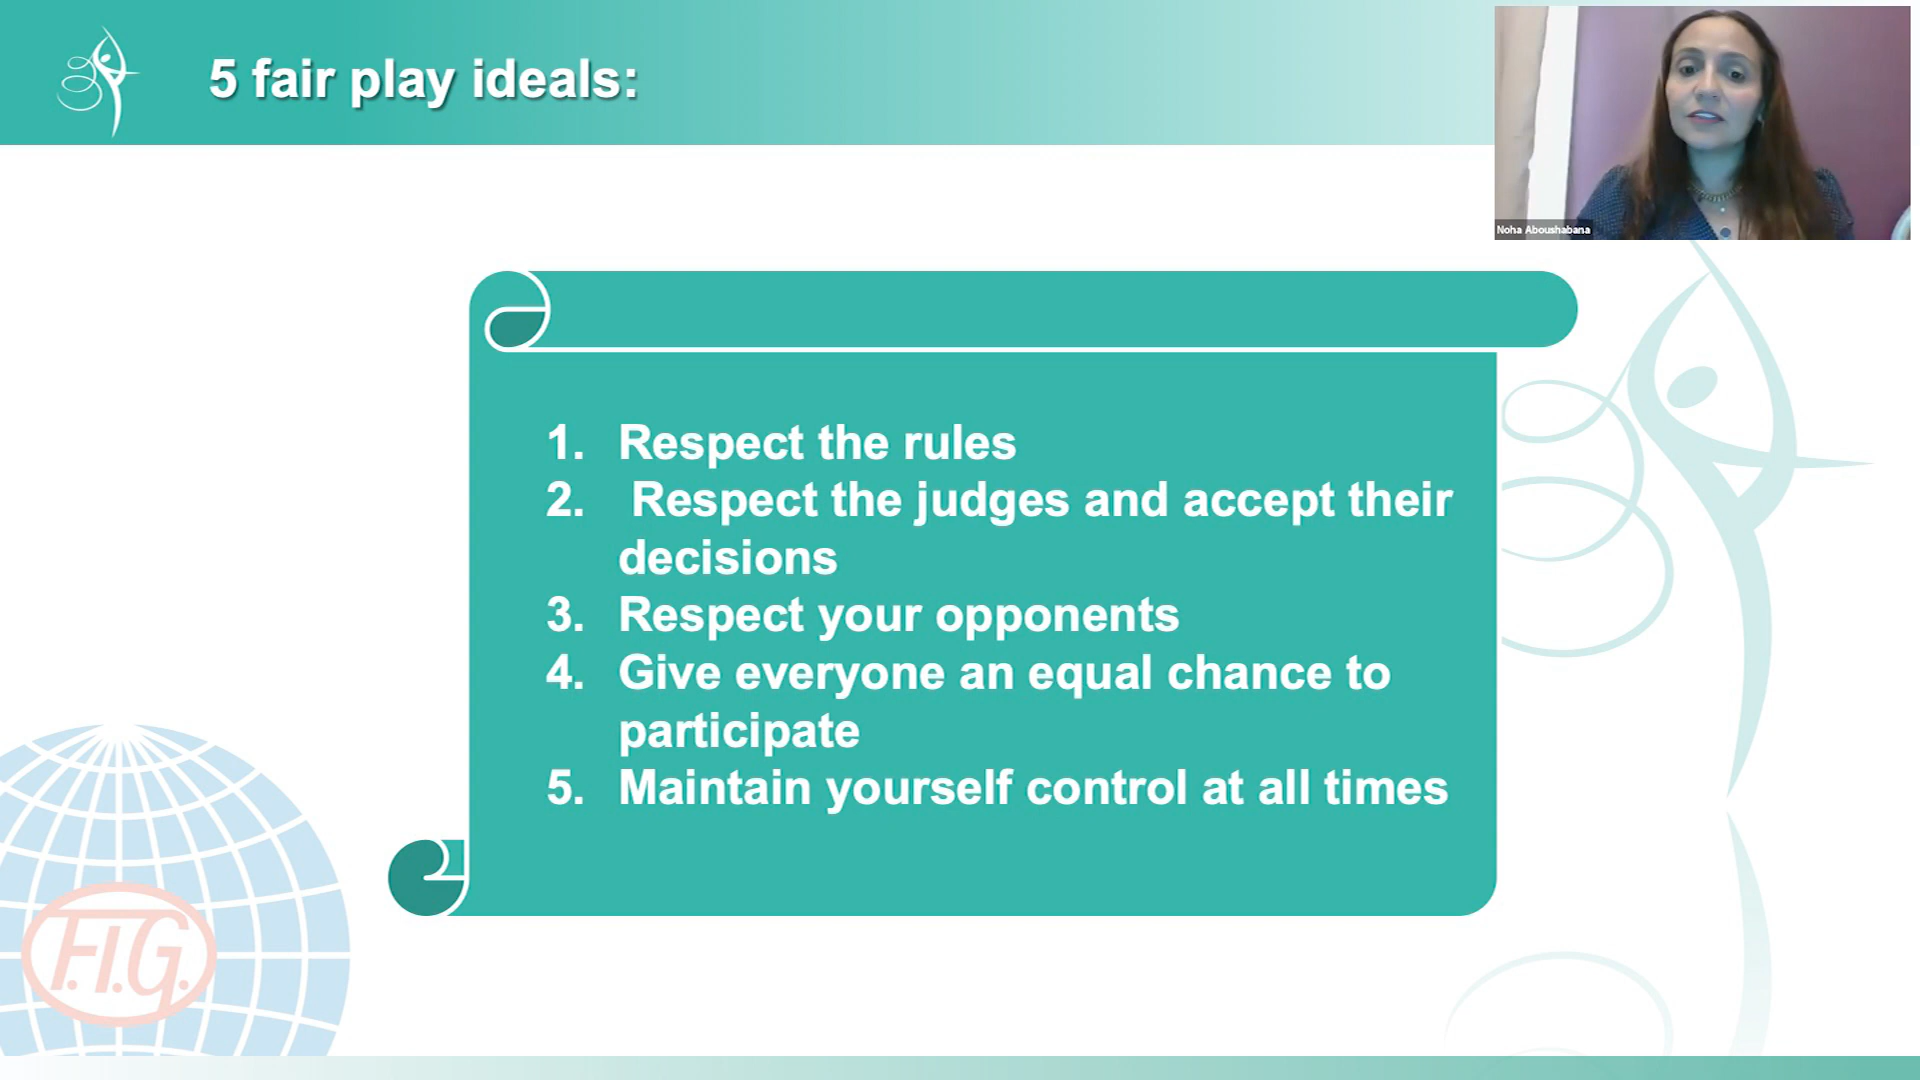 5 fair play ideals:
Noha Aboushabana
1. Respect the rules
2. Respect the judges and accept their
decisions
3. Respect your opponents
4. Give everyone an equal chance to
participate
5. Maintain yourself control at all times
F.I.G.